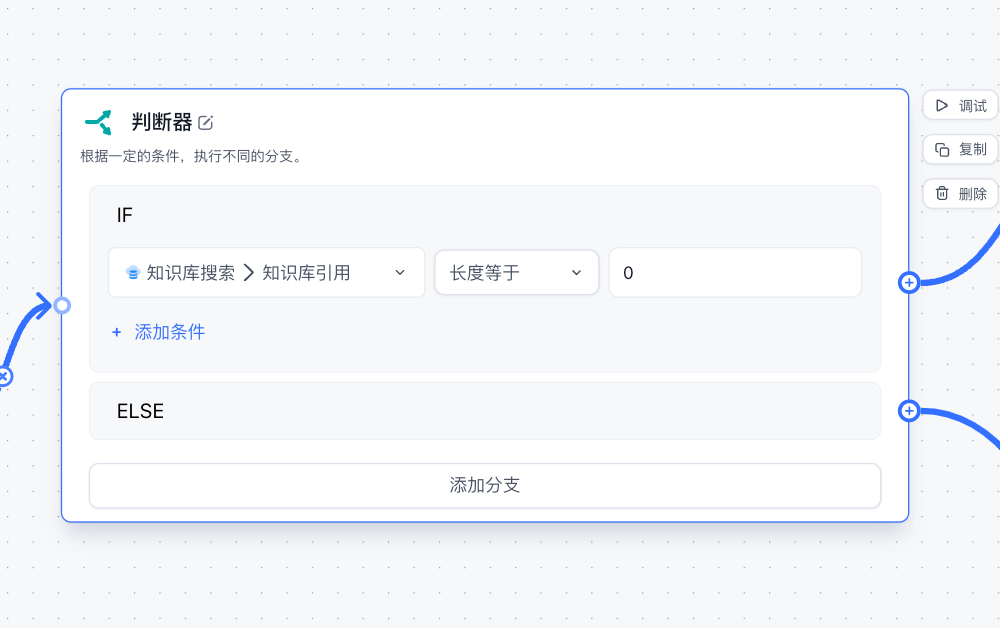 判断器
调试
根据一定的条件，执行不同的分支。
复制
删除
IF
知识库搜索 > 知识库引用 长度等于 0
+ 添加条件
ELSE
添加分支